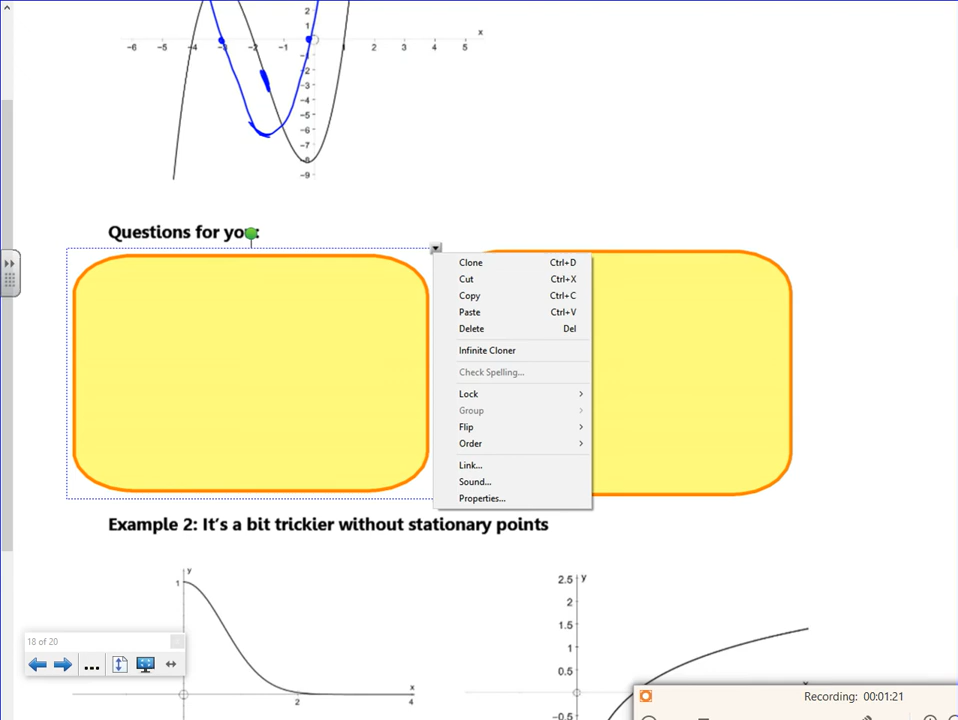 2
1
x
-6 -5 -4 -3 -2 -1 1 2 3 4 5
-1
-2
-3
-4
-5
-6
-7
-8
-9
Questions for you:
Clone Ctrl+D
Cut Ctrl+X
Copy Ctrl+C
Paste Ctrl+V
Delete Del
Infinite Cloner
Check Spelling...
Lock
Group
Flip
Order
Link...
Sound...
Properties...
Example 2: It's a bit trickier without stationary points
y
1
x
2 4
2.5 y
2
1.5
1
0.5
-0.5
18 of 20
...
Recording: 00:01:21